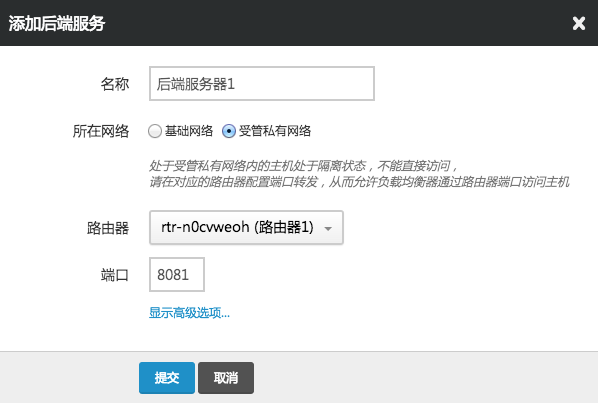 添加后端服务
名称 后端服务器1
所在网络 基础网络 受管私有网络
处于受管私有网络内的主机处于隔离状态，不能直接访问，
请在对应的路由器配置端口转发，从而允许负载均衡器通过路由器端口访问主机
路由器 rtr-n0cvweoh (路由器1)
端口 8081
显示高级选项...
提交 取消